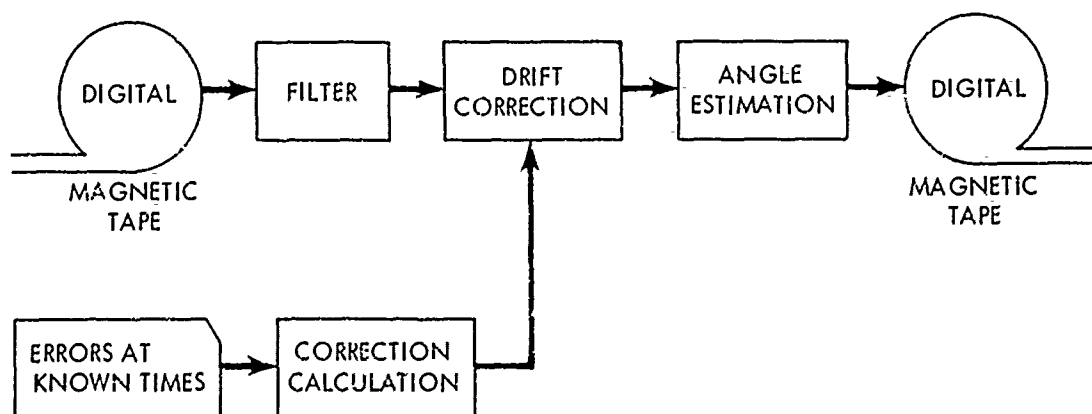 DIGITAL
MAGNETIC
TAPE
FILTER
DRIFT
CORRECTION
ANGLE
ESTIMATION
DIGITAL
MAGNETIC
TAPE
ERRORS AT
KNOWN TIMES
CORRECTION
CALCULATION